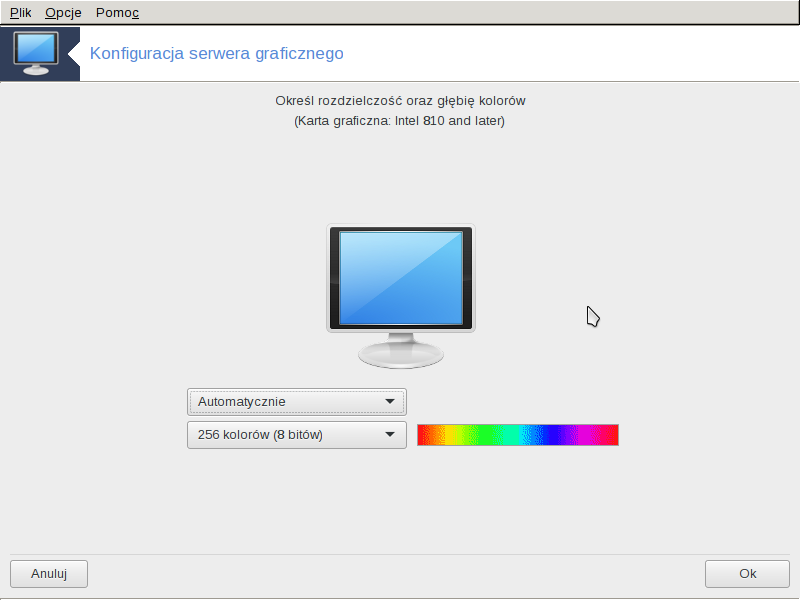 Plik Opcje Pomoc
Konfiguracja serwera graficznego
Określ rozdzielczość oraz głębię kolorów
(Karta graficzna: Intel 810 and later)
Automatycznie
256 kolorów (8 bitów)
Anuluj Ok